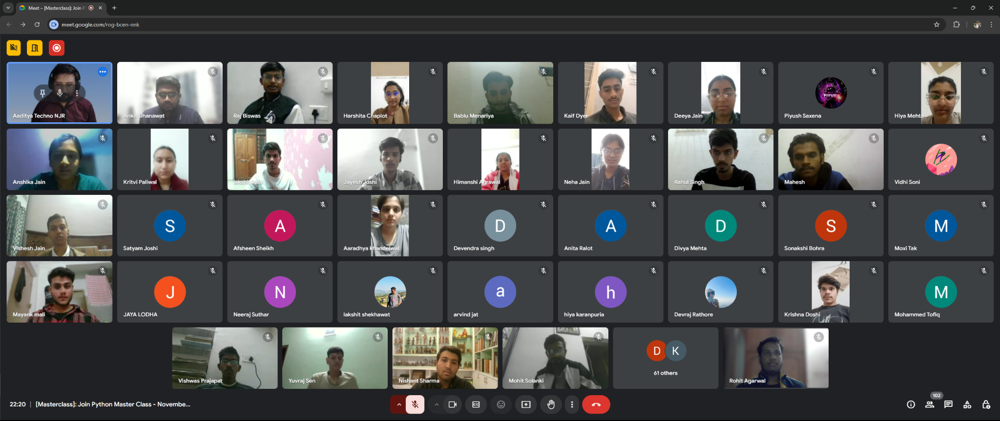 Meet – [Masterclass]: Join P
meet.google.com/rog-bcen-nnk
Aaditya Techno NJR
Ankit Dhanawat
Raj Biswas
Harshita Chaplot
Bablu Menariya
Kaif Dyer
Deeya Jain
PIYUSH
Piyush Saxena
Hiya Mehta
Anshika Jain
Kritvi Paliwal
lakshit kalal
Jayesh Joshi
Himanshi Agrawal
Neha Jain
Rahul Singh
Mahesh
Vidhi Soni
Vishesh Jain
S
Satyam Joshi
A
Afsheen Sheikh
Aaradhya khandelwal
D
Devendra singh
A
Anita Ralot
D
Divya Mehta
S
Sonakshi Bohra
M
Moxi Tak
Mayank mali
J
JAYA LODHA
N
Neeraj Suthar
lakshit shekhawat
a
arvind jat
h
hiya karanpuria
Devraj Rathore
Krishna Doshi
M
Mohammed Tofiq
Vishwas Prajapat
Yuvraj Sen
Nishant Sharma
Mohit Solanki
D K
61 others
Rohit Agarwal
22:20 | [Masterclass]: Join Python Master Class - Novembe...
102